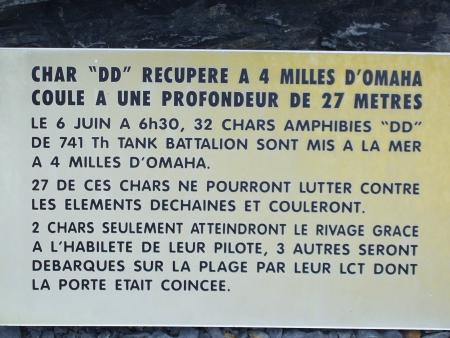 CHAR "DD" RECUPERE A 4 MILLES D'OMAHA
COULE A UNE PROFONDEUR DE 27 METRES
LE 6 JUIN A 6h30, 32 CHARS AMPHIBIES "DD"
DE 741 Th TANK BATTALION SONT MIS A LA MER
A 4 MILLES D'OMAHA.
27 DE CES CHARS NE POURRONT LUTTER CONTRE
LES ELEMENTS DECHAINES ET COULERONT.
2 CHARS SEULEMENT ATTEINDRONT LE RIVAGE GRACE
A L'HABILETE DE LEUR PILOTE, 3 AUTRES SERONT
DEBARQUES SUR LA PLAGE PAR LEUR LCT DONT
LA PORTE ETAIT COINCEE.